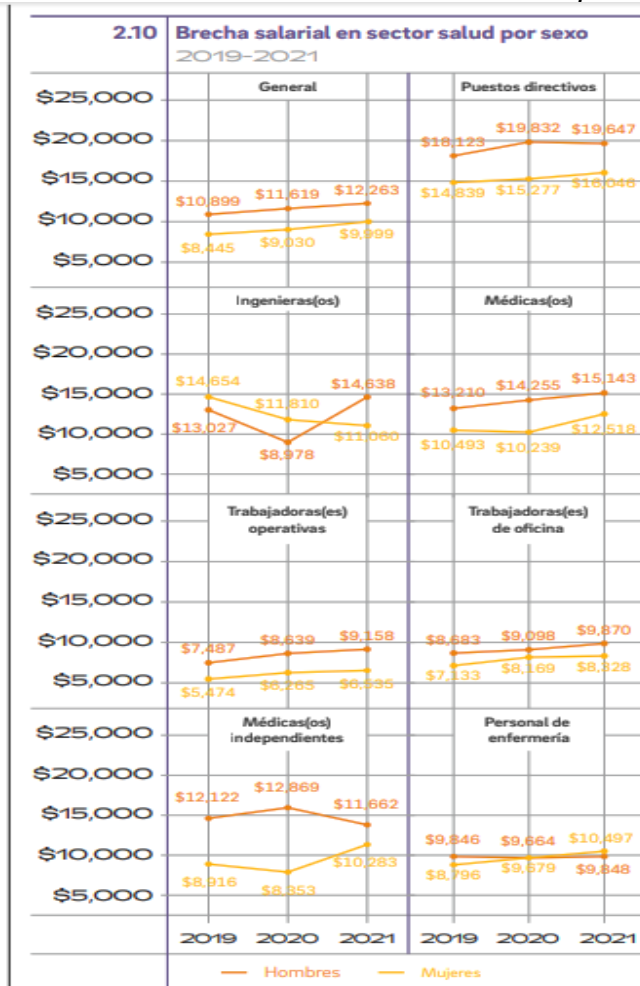 2.10 Brecha salarial en sector salud por sexo
2019-2021
General
Puestos directivos
$25,000
$20,000
$15,000
$10,000
$5,000
$10,899 $11,619 $12,263
$8,445 $9,030 $9,999
$18,123 $19,832 $19,647
$14,839 $15,277 $16,046
Ingenieras(os)
Médicas(os)
$25,000
$20,000
$15,000
$10,000
$5,000
$14,654 $11,810 $11,060
$13,027 $8,978 $14,638
$13,210 $14,255 $15,143
$10,493 $10,239 $12,518
Trabajadoras(es)
operativas
Trabajadoras(es)
de oficina
$25,000
$20,000
$15,000
$10,000
$5,000
$7,487 $8,639 $9,158
$5,474 $6,265
$8,683 $9,098 $9,870
$7,133 $8,169 $8,328
Médicas(os)
independientes
Personal de
enfermería
$25,000
$20,000
$15,000
$10,000
$5,000
$12,122 $12,869 $11,662
$8,916 $8,353 $10,283
$9,846 $9,664 $9,848
$8,796 $9,679 $10,497
2019 2020 2021 2019 2020 2021
Hombres Mujeres